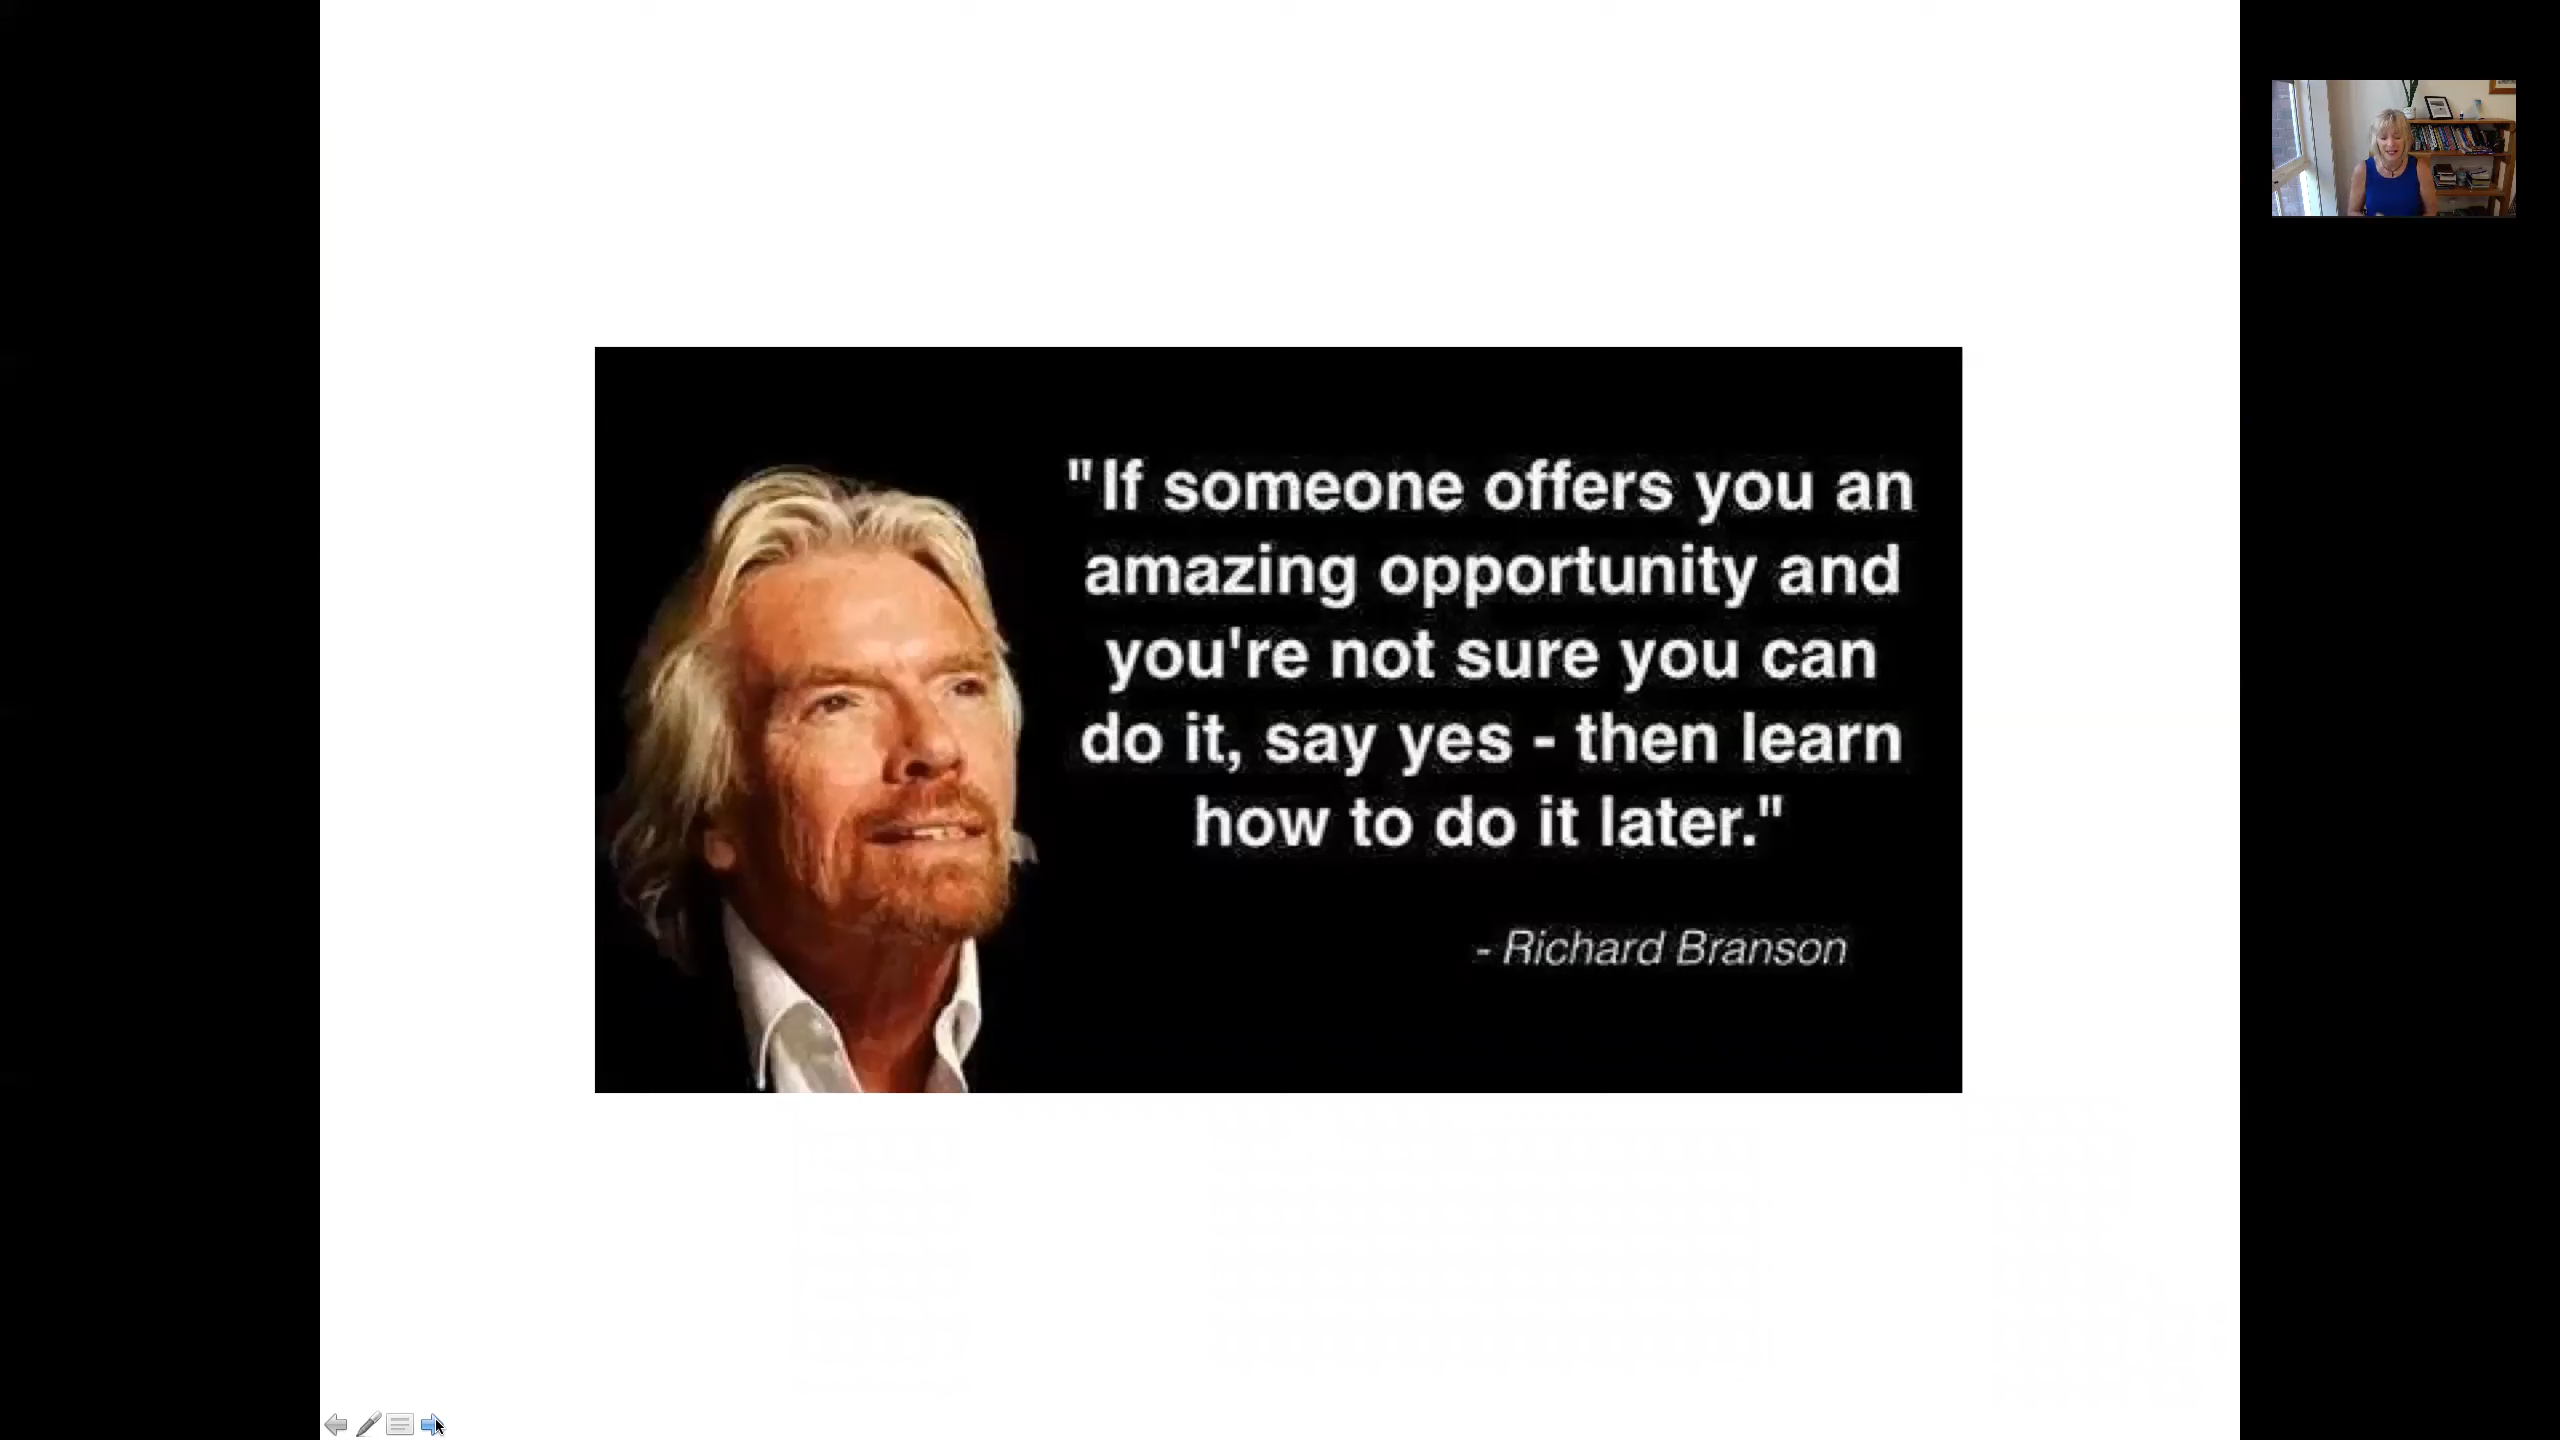 "If someone offers you an
amazing opportunity and
you're not sure you can
do it, say yes - then learn
how to do it later."
- Richard Branson